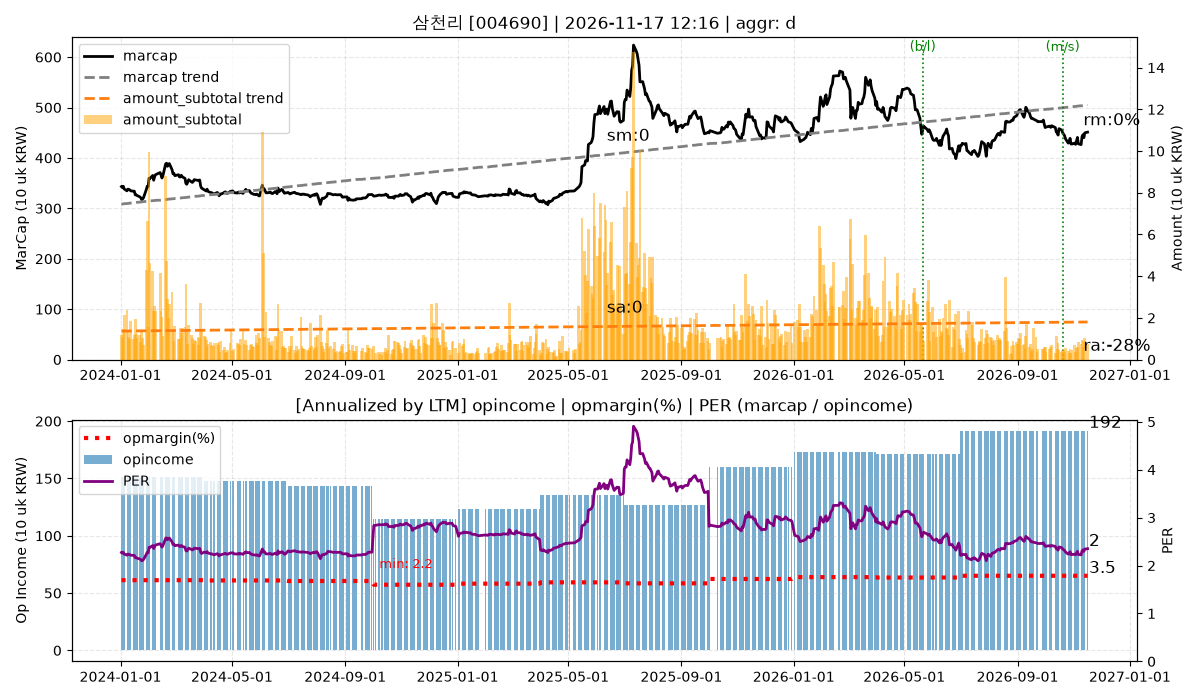 삼천리 [004690] | 2026-11-17 12:16 | aggr: d
marcap
marcap trend
amount_subtotal trend
amount_subtotal
(b/l)
(m/s)
sm:0
rm:0%
sa:0
ra:-28%
MarCap (10 uk KRW)
600
500
400
300
200
100
0
Amount (10 uk KRW)
14
12
10
8
6
4
2
0
2024-01-01 2024-05-01 2024-09-01 2025-01-01 2025-05-01 2025-09-01 2026-01-01 2026-05-01 2026-09-01 2027-01-01
[Annualized by LTM] opincome | opmargin(%) | PER (marcap / opincome)
opmargin(%)
opincome
PER
192
2
3.5
min: 2.2
Op Income (10 uk KRW)
200
150
100
50
0
PER
5
4
3
2
1
0
2024-01-01 2024-05-01 2024-09-01 2025-01-01 2025-05-01 2025-09-01 2026-01-01 2026-05-01 2026-09-01 2027-01-01